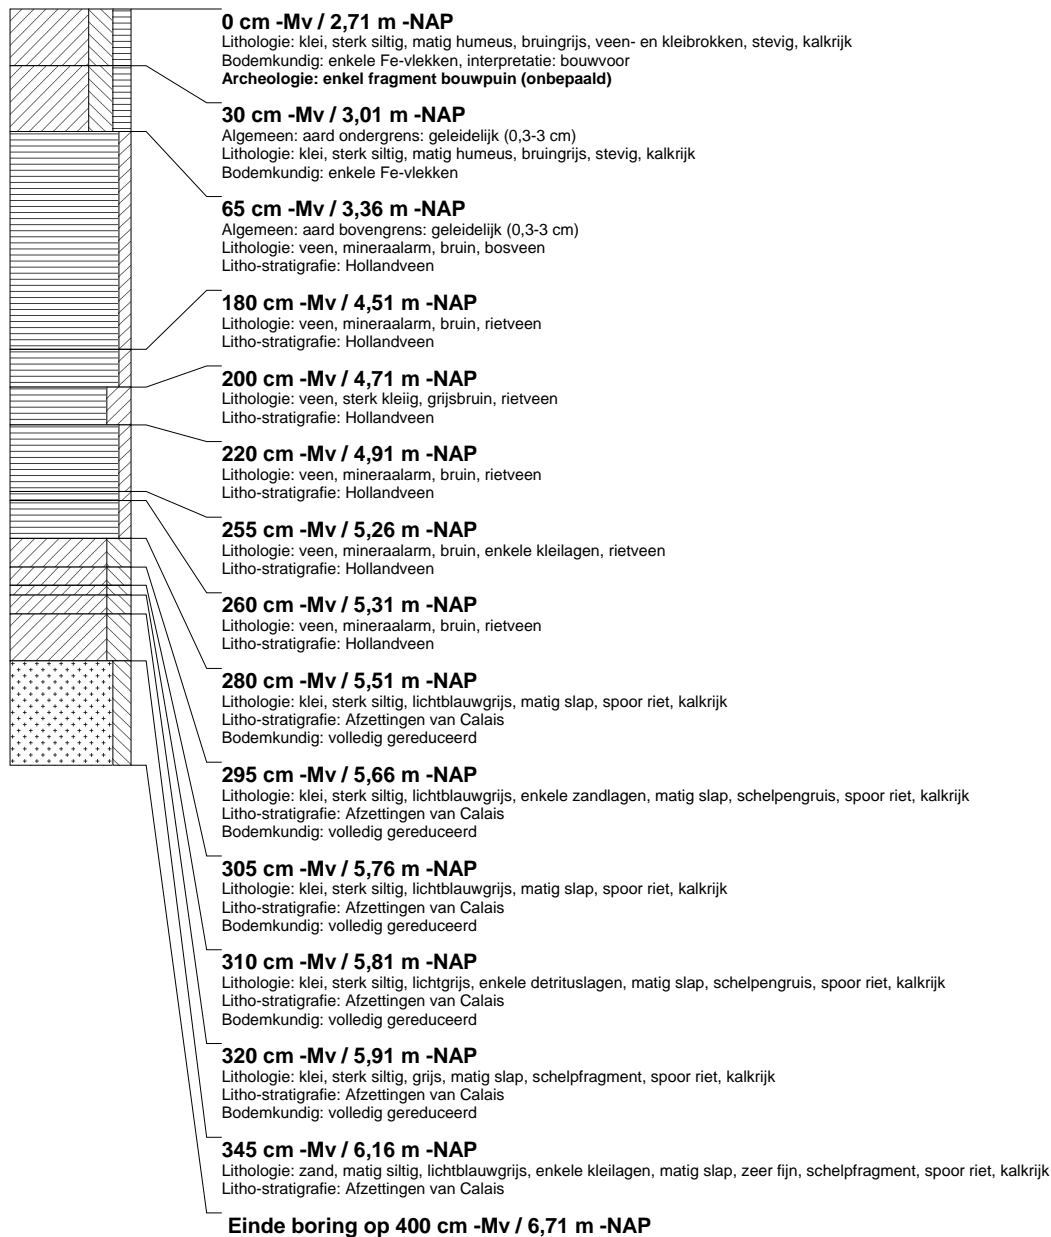 0 cm -Mv / 2,71 m -NAP
Lithologie: klei, sterk siltig, matig humeus, bruingrijs, veen- en kleibrokken, stevig, kalkrijk
Bodemkundig: enkele Fe-vlekken, interpretatie: bouwvoor
Archeologie: enkel fragment bouwpuin (onbepaald)
30 cm -Mv / 3,01 m -NAP
Algemeen: aard ondergrens: geleidelijk (0,3-3 cm)
Lithologie: klei, sterk siltig, matig humeus, bruingrijs, stevig, kalkrijk
Bodemkundig: enkele Fe-vlekken
65 cm -Mv / 3,36 m -NAP
Algemeen: aard bovengrens: geleidelijk (0,3-3 cm)
Lithologie: veen, mineraalarm, bruin, bosveen
Litho-stratigrafie: Hollandveen
180 cm -Mv / 4,51 m -NAP
Lithologie: veen, mineraalarm, bruin, rietveen
Litho-stratigrafie: Hollandveen
200 cm -Mv / 4,71 m -NAP
Lithologie: veen, sterk kleiig, grijsbruin, rietveen
Litho-stratigrafie: Hollandveen
220 cm -Mv / 4,91 m -NAP
Lithologie: veen, mineraalarm, bruin, rietveen
Litho-stratigrafie: Hollandveen
255 cm -Mv / 5,26 m -NAP
Lithologie: veen, mineraalarm, bruin, enkele kleilagen, rietveen
Litho-stratigrafie: Hollandveen
260 cm -Mv / 5,31 m -NAP
Lithologie: veen, mineraalarm, bruin, rietveen
Litho-stratigrafie: Hollandveen
280 cm -Mv / 5,51 m -NAP
Lithologie: klei, sterk siltig, lichtblauwgrijs, matig slap, spoor riet, kalkrijk
Litho-stratigrafie: Afzettingen van Calais
Bodemkundig: volledig gereduceerd
295 cm -Mv / 5,66 m -NAP
Lithologie: klei, sterk siltig, lichtblauwgrijs, enkele zandlagen, matig slap, schelpengruis, spoor riet, kalkrijk
Litho-stratigrafie: Afzettingen van Calais
Bodemkundig: volledig gereduceerd
305 cm -Mv / 5,76 m -NAP
Lithologie: klei, sterk siltig, lichtblauwgrijs, matig slap, spoor riet, kalkrijk
Litho-stratigrafie: Afzettingen van Calais
Bodemkundig: volledig gereduceerd
310 cm -Mv / 5,81 m -NAP
Lithologie: klei, sterk siltig, lichtgrijs, enkele detrituslagen, matig slap, schelpengruis, spoor riet, kalkrijk
Litho-stratigrafie: Afzettingen van Calais
Bodemkundig: volledig gereduceerd
320 cm -Mv / 5,91 m -NAP
Lithologie: klei, sterk siltig, grijs, matig slap, schelpfragment, spoor riet, kalkrijk
Litho-stratigrafie: Afzettingen van Calais
Bodemkundig: volledig gereduceerd
345 cm -Mv / 6,16 m -NAP
Lithologie: zand, matig siltig, lichtblauwgrijs, enkele kleilagen, matig slap, zeer fijn, schelpfragment, spoor riet, kalkrijk
Litho-stratigrafie: Afzettingen van Calais
Einde boring op 400 cm -Mv / 6,71 m -NAP